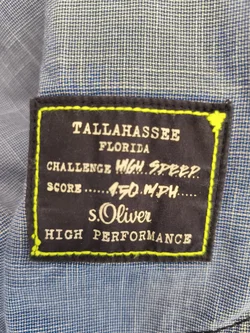 TALLAHASSEE
FLORIDA
CHALLENGE HIGH SPEED
SCORE......150 MPH.....
s.Oliver
HIGH PERFORMANCE